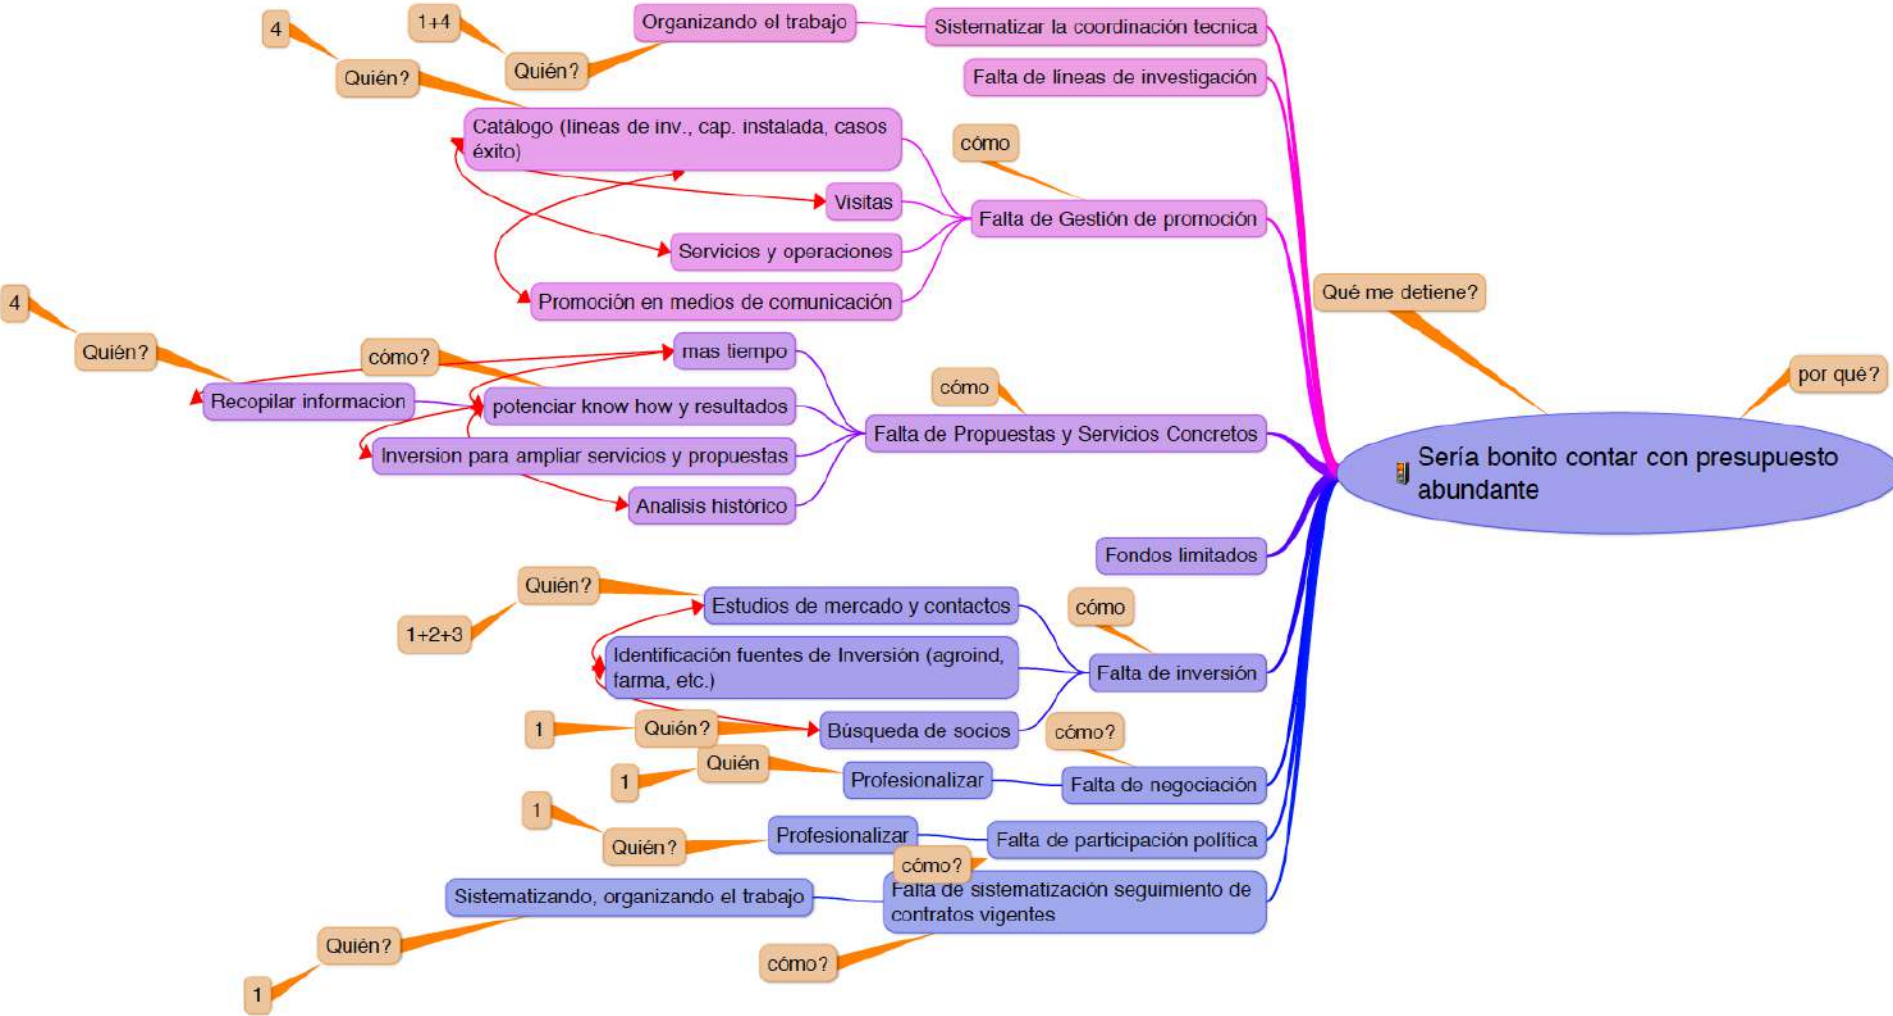 4
1+4
Organizando el trabajo
Sistematizar la coordinación tecnica
Quién?
Quién?
Falta de líneas de investigación
Catálogo (líneas de inv., cap. instalada, casos
éxito)
cómo
Visitas
Falta de Gestión de promoción
Servicios y operaciones
Promoción en medios de comunicación
Qué me detiene?
4
Quién?
cómo?
mas tiempo
por qué?
cómo
Recopilar informacion
potenciar know how y resultados
Falta de Propuestas y Servicios Concretos
Inversion para ampliar servicios y propuestas
Analisis histórico
Sería bonito contar con presupuesto
abundante
Fondos limitados
Quién?
Estudios de mercado y contactos
cómo
1+2+3
Identificación fuentes de Inversión (agroind,
farma, etc.)
Falta de inversión
1
Quién?
Búsqueda de socios
cómo?
Quién
1
Profesionalizar
Falta de negociación
1
Quién?
Profesionalizar
Falta de participación política
cómo?
Sistematizando, organizando el trabajo
Falta de sistematización seguimiento de
contratos vigentes
Quién?
cómo?
1